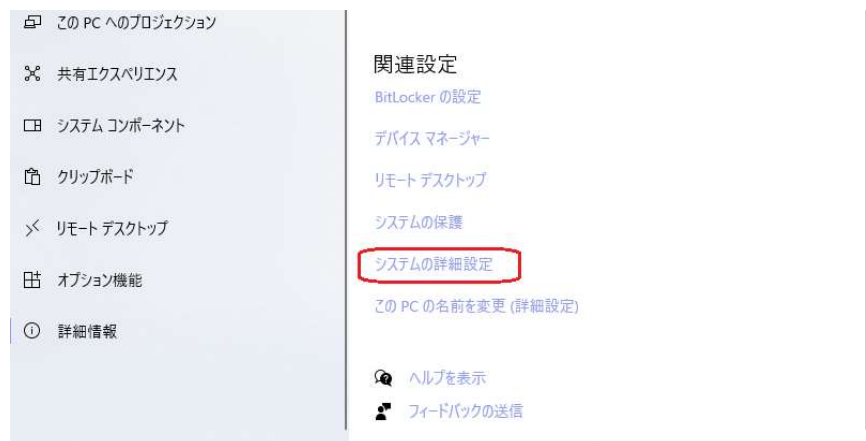 この PC へのプロジェクション
共有エクスペリエンス
システム コンポーネント
クリップボード
リモート デスクトップ
オプション機能
詳細情報
関連設定
BitLocker の設定
デバイス マネージャー
リモート デスクトップ
システムの保護
システムの詳細設定
この PC の名前を変更 (詳細設定)
ヘルプを表示
フィードバックの送信